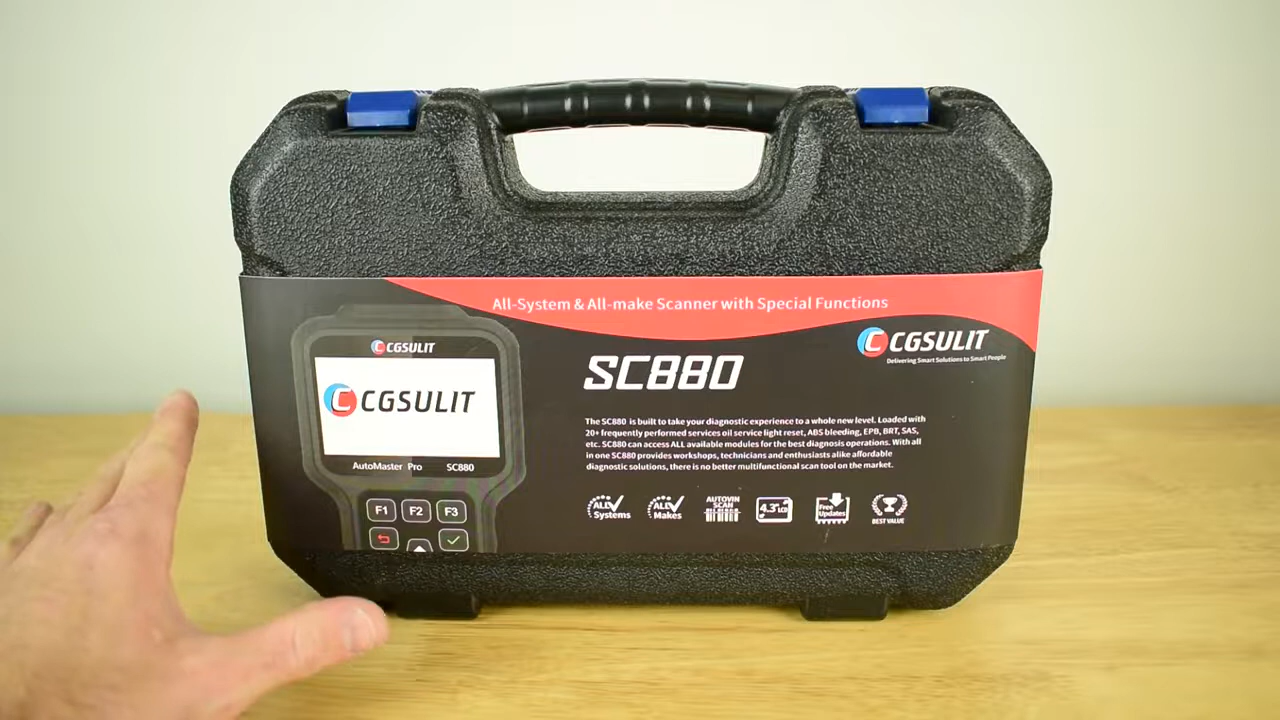 All-System & All-make Scanner with Special Functions
CGSULIT
Delivering Smart Solutions to Smart People
CGSULIT
CGSULIT
AutoMaster Pro SC880
F1 F2 F3
SC880
The SC880 is built to take your diagnostic experience to a whole new level. Loaded with
20+ frequently performed services oil service light reset, ABS bleeding, EPB, BRT, SAS,
etc. SC880 can access ALL available modules for the best diagnosis operations. With all
in one SC880 provides workshops, technicians and enthusiasts alike affordable
diagnostic solutions, there is no better multifunctional scan tool on the market.
ALL Systems
ALL Makes
AUTOVIN SCAN
4.3" LCD
Free Updates
BEST VALUE